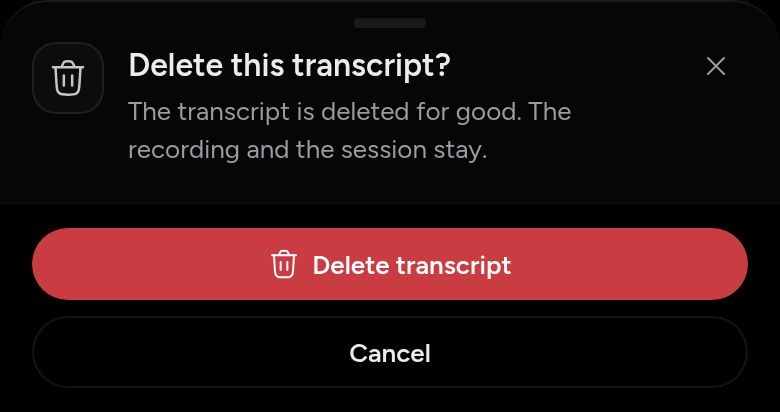 Delete this transcript?
The transcript is deleted for good. The
recording and the session stay.
Delete transcript
Cancel